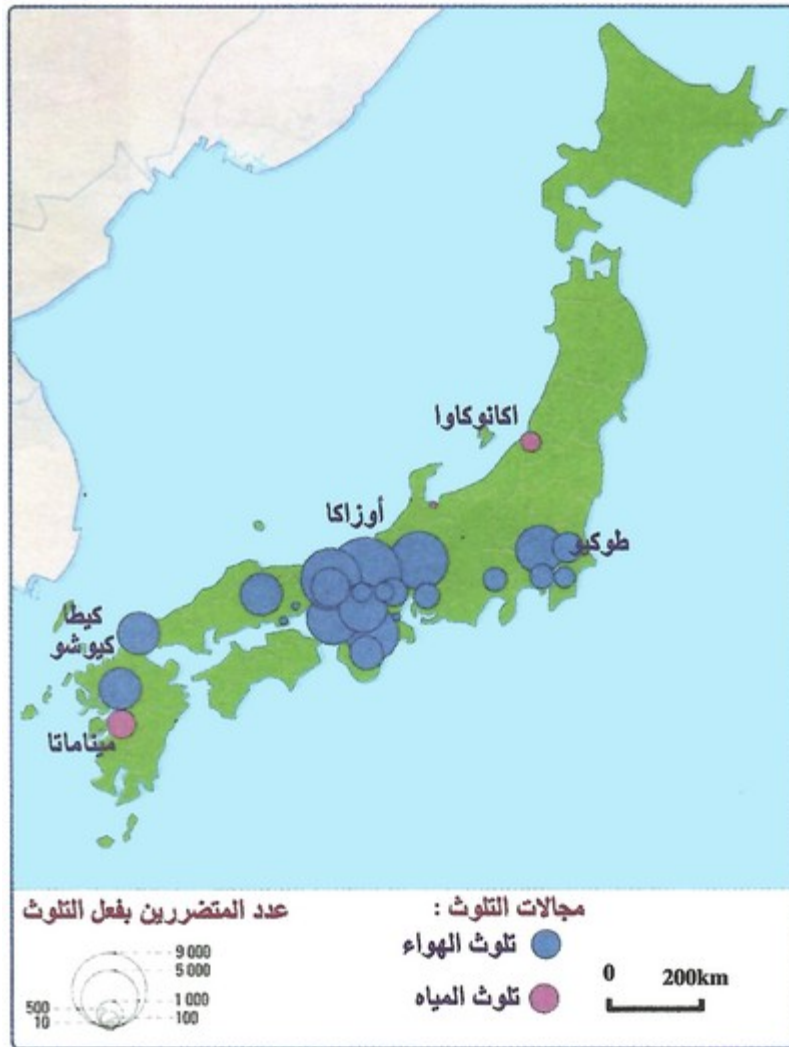 اكانوكاوا
أوزاكا
طوكيو
كيطا
كيوشو
ميناماتا
مجالات التلوث :
تلوث الهواء
تلوث المياه
عدد المتضررين بفعل التلوث
9 000
5 000
1 000
500
100
10
0 200km